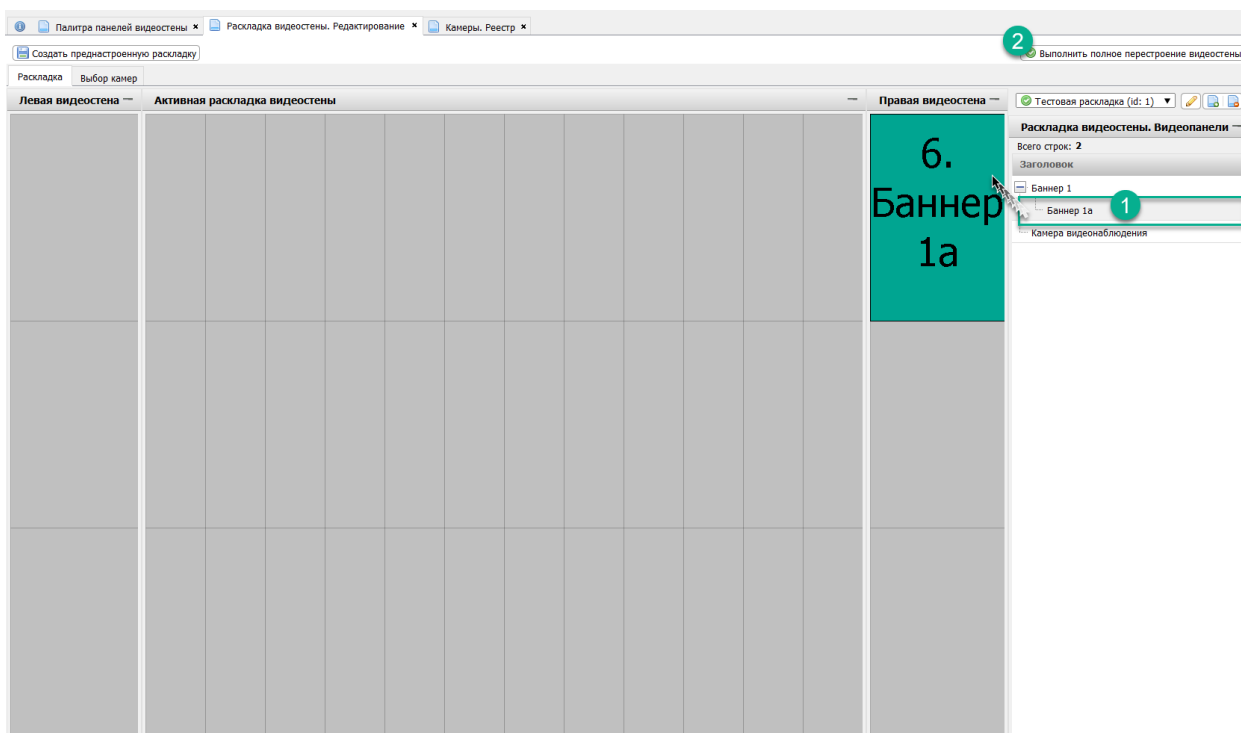 Палитра панелей видеостены × Раскладка видеостены. Редактирование × Камеры. Реестр ×
2
Создать преднастроенную раскладку Выполнить полное перестроение видеостены
Раскладка Выбор камер
Левая видеостена Активная раскладка видеостены Правая видеостена Тестовая раскладка (id: 1)
Раскладка видеостены. Видеопанели
Всего строк: 2
Заголовок
Баннер 1
Баннер 1а
1
Камера видеонаблюдения
6.
Баннер
1а